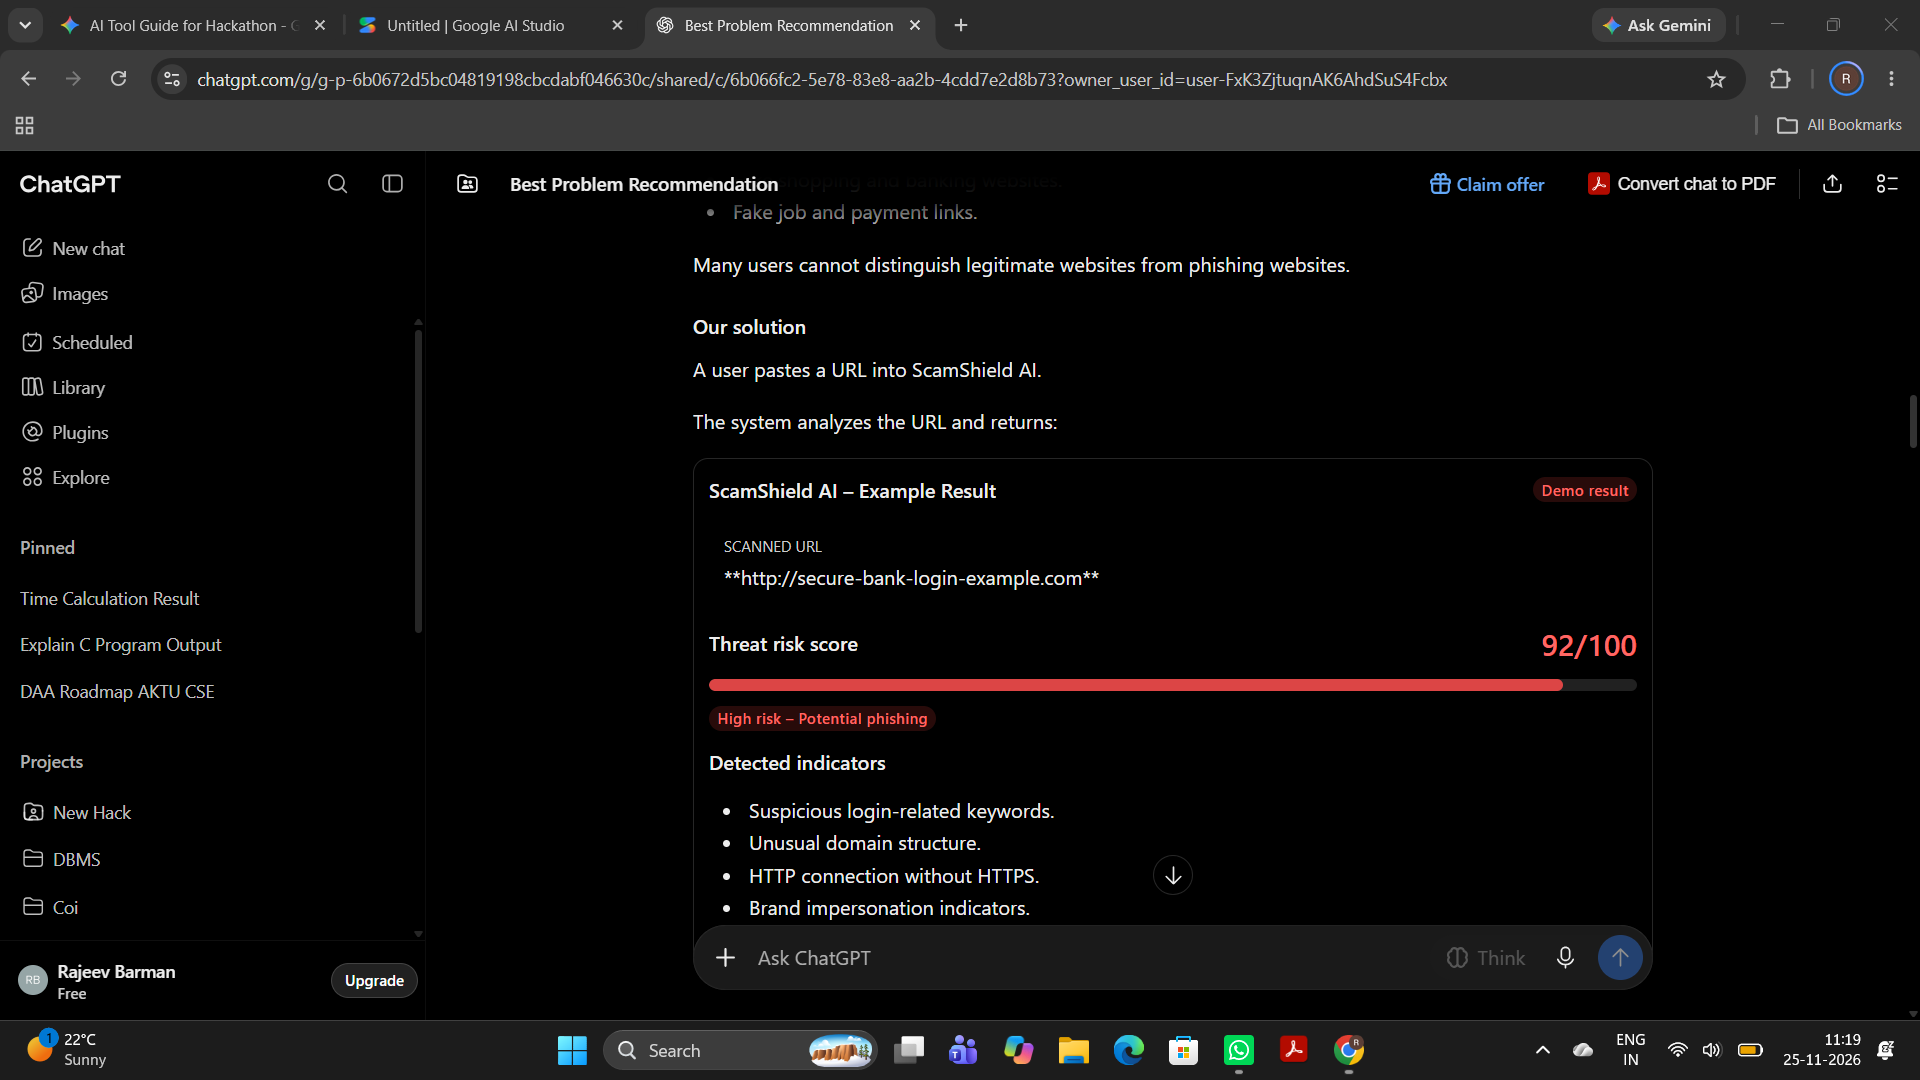 AI Tool Guide for Hackathon - G
Untitled | Google AI Studio
Best Problem Recommendation
Ask Gemini
chatgpt.com/g/g-p-6b0672d5bc04819198cbcdabf046630c/shared/c/6b066fc2-5e78-83e8-aa2b-4cdd7e2d8b73?owner_user_id=user-FxK3ZjtuqnAK6AhdSuS4Fcbx
R
All Bookmarks
ChatGPT
New chat
Images
Scheduled
Library
Plugins
Explore
Pinned
Time Calculation Result
Explain C Program Output
DAA Roadmap AKTU CSE
Projects
New Hack
DBMS
Coi
RB
Rajeev Barman
Free
Upgrade
Best Problem Recommendation
Claim offer
Convert chat to PDF
shopping and banking websites.
Fake job and payment links.
Many users cannot distinguish legitimate websites from phishing websites.
Our solution
A user pastes a URL into ScamShield AI.
The system analyzes the URL and returns:
ScamShield AI – Example Result
Demo result
SCANNED URL
**http://secure-bank-login-example.com**
Threat risk score
92/100
High risk – Potential phishing
Detected indicators
Suspicious login-related keywords.
Unusual domain structure.
HTTP connection without HTTPS.
Brand impersonation indicators.
Ask ChatGPT
Think
1
22°C
Sunny
Search
R
ENG
IN
11:19
25-11-2026